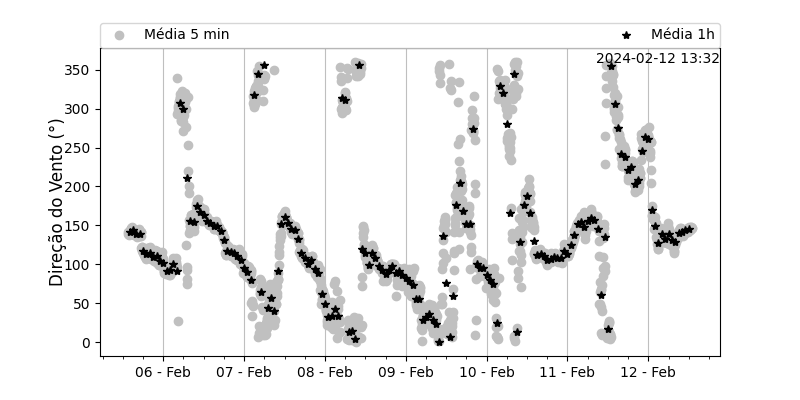 Média 5 min
Média 1h
2024-02-12 13:32
Direção do Vento (°)
350
300
250
200
150
100
50
0
06 - Feb
07 - Feb
08 - Feb
09 - Feb
10 - Feb
11 - Feb
12 - Feb